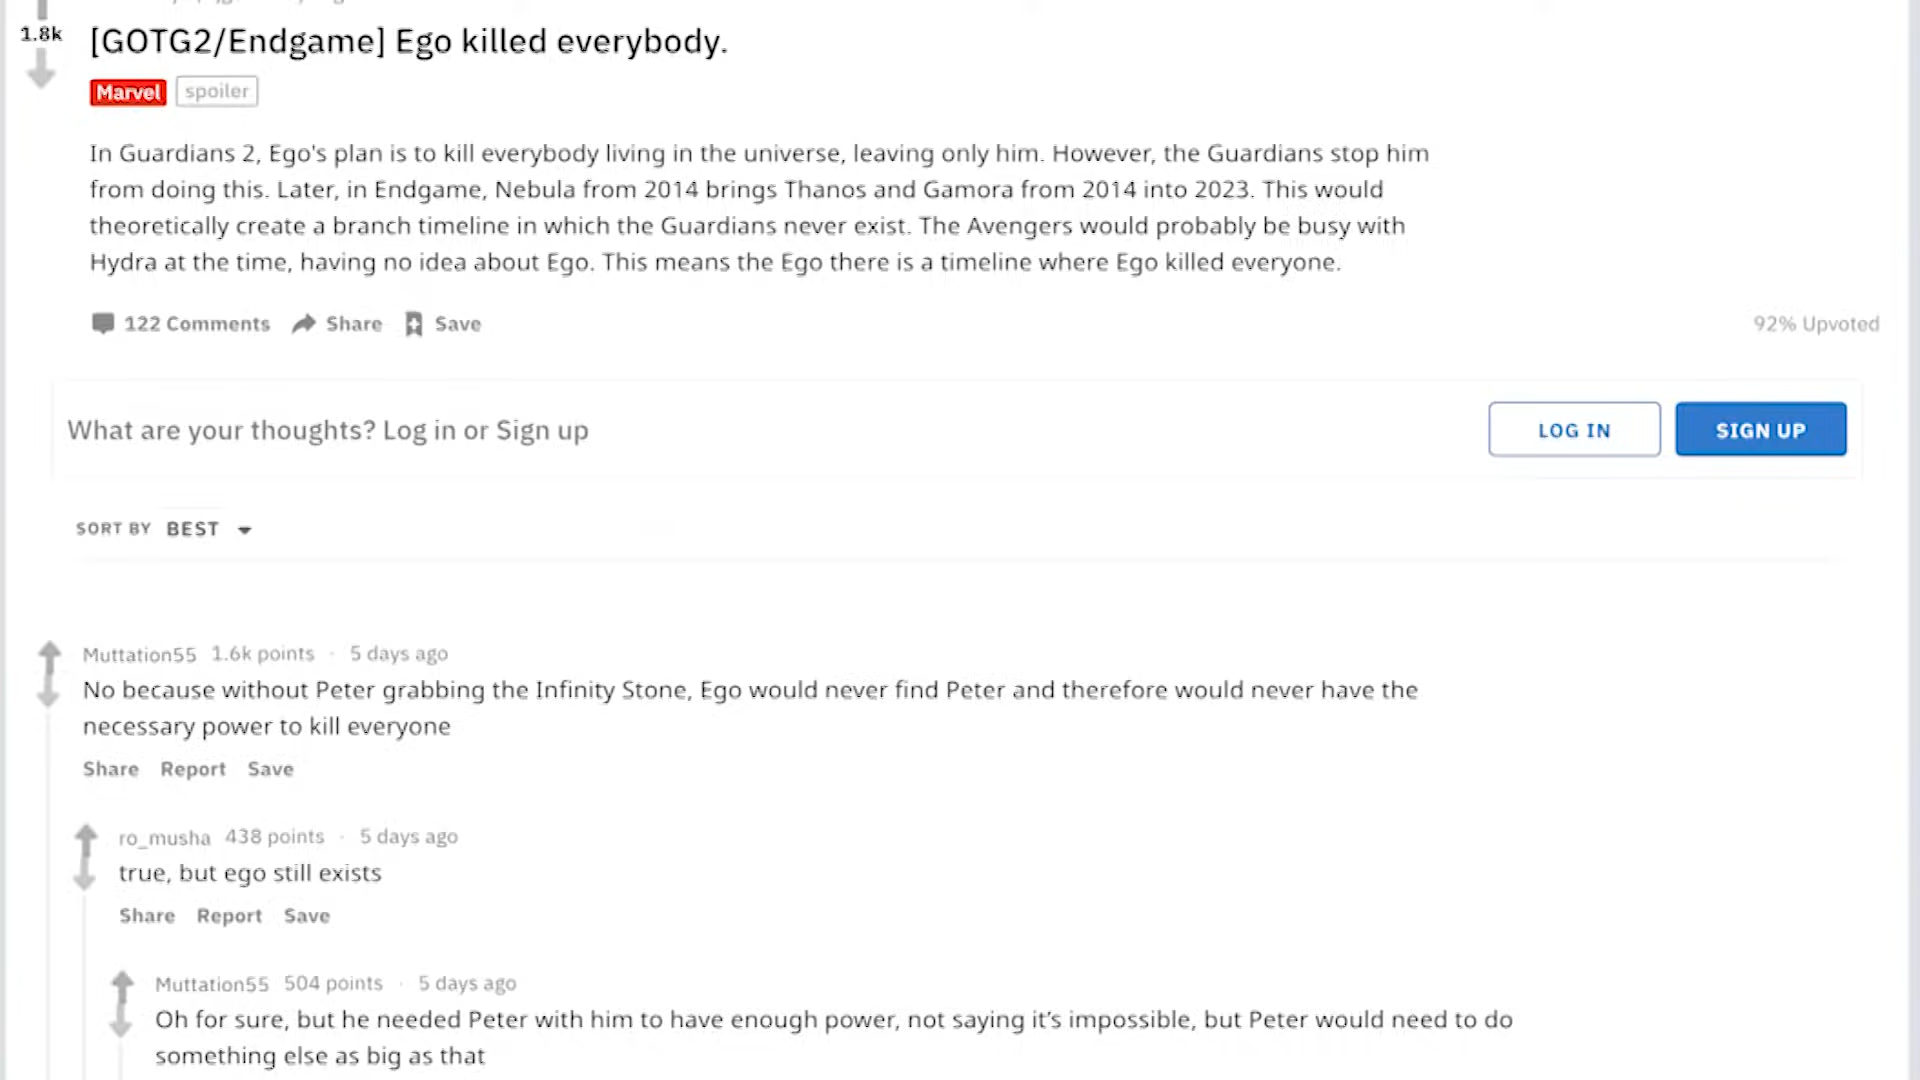 1.8k
[GOTG2/Endgame] Ego killed everybody.
Marvel spoiler
In Guardians 2, Ego's plan is to kill everybody living in the universe, leaving only him. However, the Guardians stop him
from doing this. Later, in Endgame, Nebula from 2014 brings Thanos and Gamora from 2014 into 2023. This would
theoretically create a branch timeline in which the Guardians never exist. The Avengers would probably be busy with
Hydra at the time, having no idea about Ego. This means the Ego there is a timeline where Ego killed everyone.
122 Comments Share Save 92% Upvoted
What are your thoughts? Log in or Sign up LOG IN SIGN UP
SORT BY BEST
Muttation55 1.6k points · 5 days ago
No because without Peter grabbing the Infinity Stone, Ego would never find Peter and therefore would never have the
necessary power to kill everyone
Share Report Save
ro_musha 438 points · 5 days ago
true, but ego still exists
Share Report Save
Muttation55 504 points · 5 days ago
Oh for sure, but he needed Peter with him to have enough power, not saying it's impossible, but Peter would need to do
something else as big as that